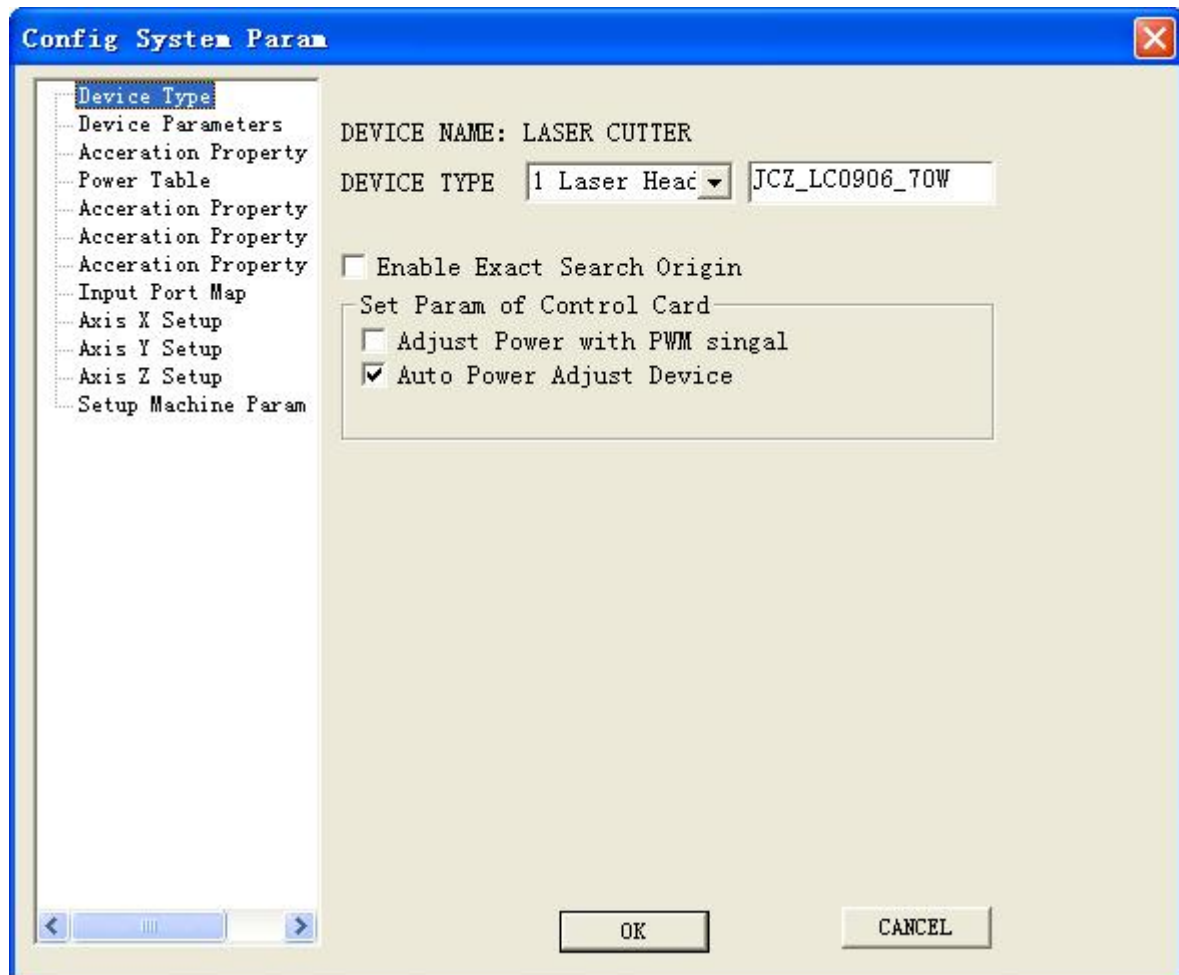 Config System Param
Device Type
Device Parameters
Acceration Property
Power Table
Acceration Property
Acceration Property
Acceration Property
Input Port Map
Axis X Setup
Axis Y Setup
Axis Z Setup
Setup Machine Param
DEVICE NAME: LASER CUTTER
DEVICE TYPE 1 Laser Head JCZ_LC0906_70W
Enable Exact Search Origin
Set Param of Control Card
Adjust Power with PWM singal
Auto Power Adjust Device
OK CANCEL